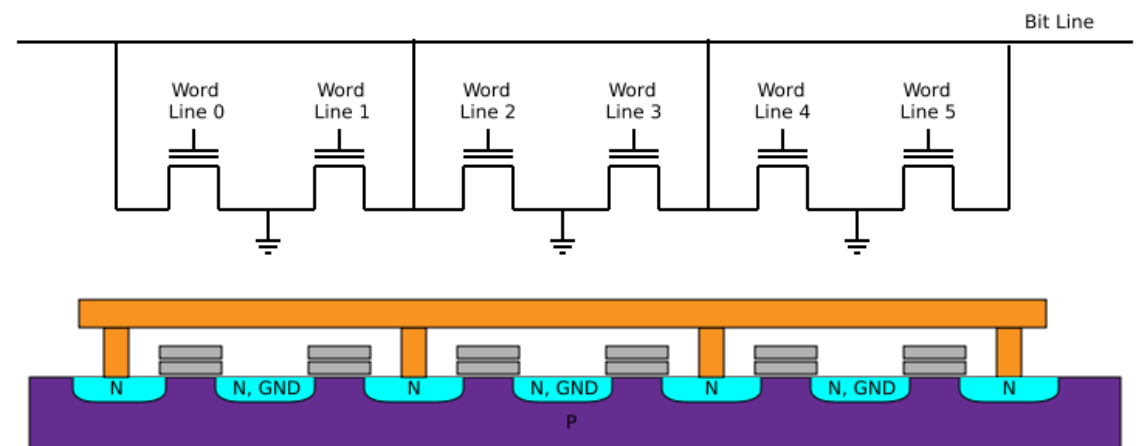 Bit Line
Word
Line 0
Word
Line 1
Word
Line 2
Word
Line 3
Word
Line 4
Word
Line 5
N
N, GND
N
N, GND
N
N, GND
N
P